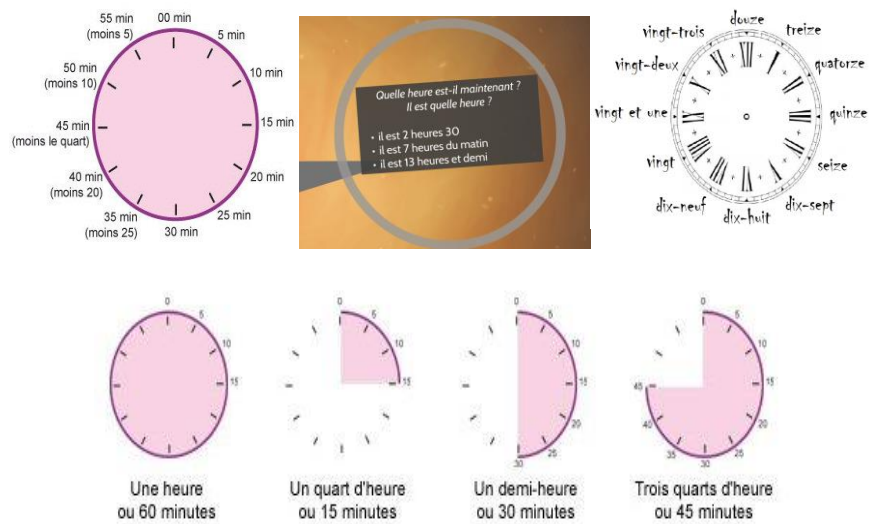 00 min
5 min
10 min
15 min
20 min
25 min
30 min
35 min
(moins 25)
40 min
(moins 20)
45 min
(moins le quart)
50 min
(moins 10)
55 min
(moins 5)
Quelle heure est-il maintenant ?
Il est quelle heure ?
• il est 2 heures 30
• il est 7 heures du matin
• il est 13 heures et demi
douze
treize
quatorze
quinze
seize
dix-sept
dix-huit
dix-neuf
vingt
vingt et une
vingt-deux
vingt-trois
0
5
10
15
Une heure
ou 60 minutes
0
5
10
15
Un quart d'heure
ou 15 minutes
0
5
10
15
20
25
30
Un demi-heure
ou 30 minutes
0
5
10
15
20
25
30
35
40
45
Trois quarts d'heure
ou 45 minutes